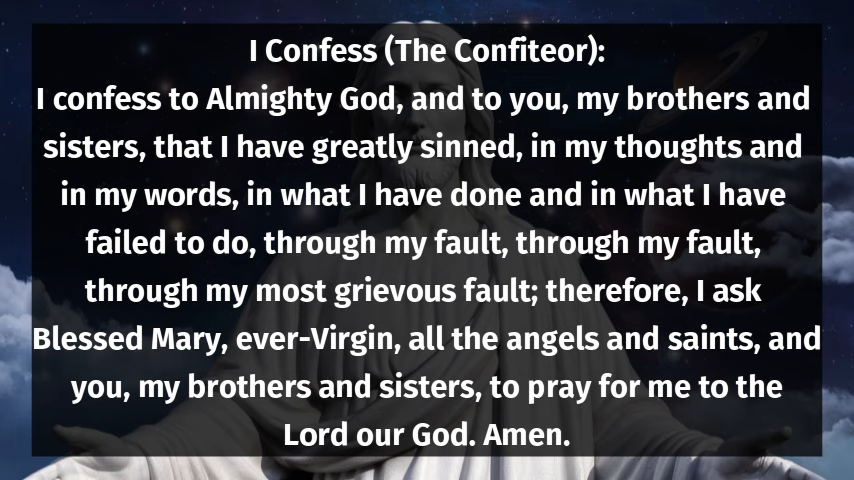 I Confess (The Confiteor):
I confess to Almighty God, and to you, my brothers and
sisters, that I have greatly sinned, in my thoughts and
in my words, in what I have done and in what I have
failed to do, through my fault, through my fault,
through my most grievous fault; therefore, I ask
Blessed Mary, ever-Virgin, all the angels and saints, and
you, my brothers and sisters, to pray for me to the
Lord our God. Amen.